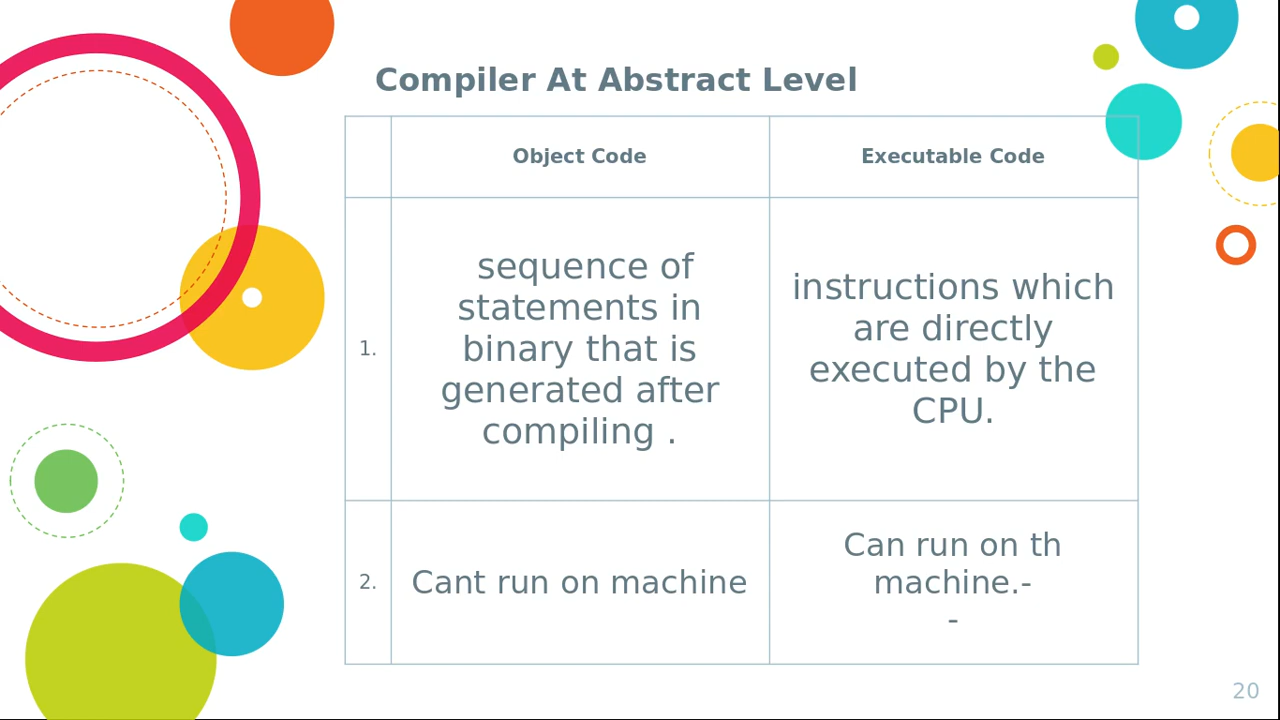 Compiler At Abstract Level
Object Code
Executable Code
1.
sequence of
statements in
binary that is
generated after
compiling .
instructions which
are directly
executed by the
CPU.
2.
Cant run on machine
Can run on th
machine.-
-
20